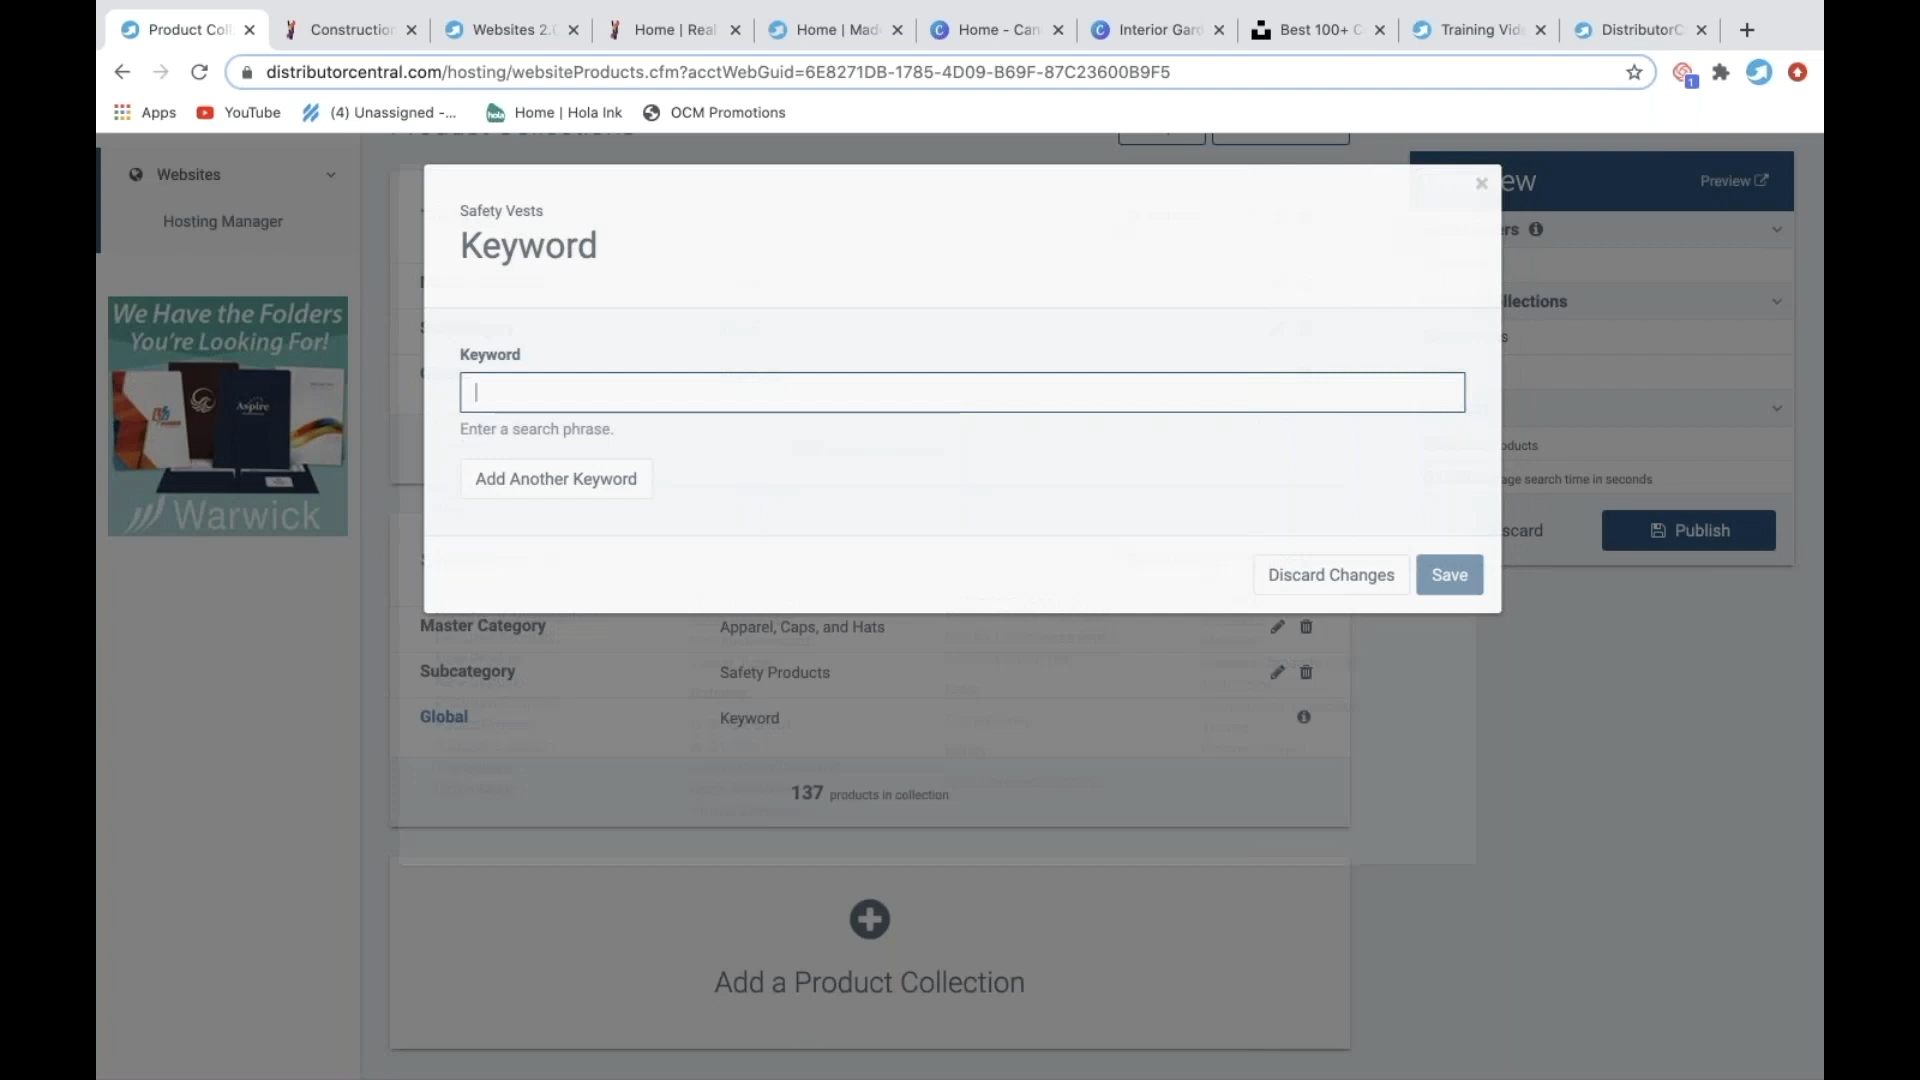 Product Coll
Construction
Websites 2.
Home | Real
Home | Mad
Home - Can
Interior Gard
Best 100+ C
Training Vid
DistributorC
distributorcentral.com/hosting/websiteProducts.cfm?acctWebGuid=6E8271DB-1785-4D09-B69F-87C23600B9F5
1
Apps
YouTube
(4) Unassigned -...
Home | Hola Ink
OCM Promotions
Websites
Hosting Manager
We Have the Folders
You're Looking For!
Aspire
Warwick
Safety Vests
Keyword
Keyword
Enter a search phrase.
Add Another Keyword
Discard Changes
Save
ew
Preview
ers
llections
s
oducts
age search time in seconds
scard
Publish
Master Category
Apparel, Caps, and Hats
Subcategory
Safety Products
Global
Keyword
137 products in collection
Add a Product Collection